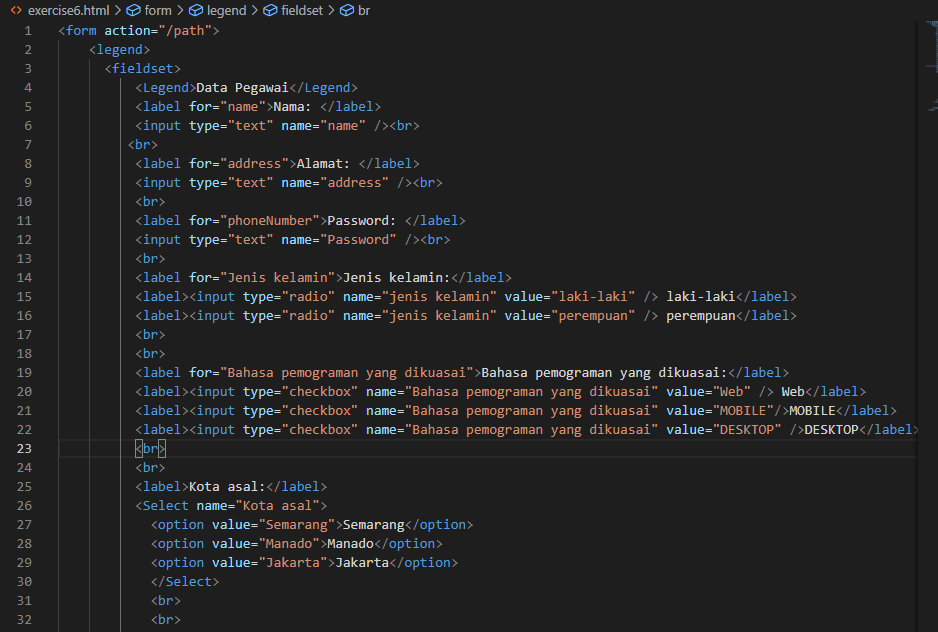 exercise6.html > form > legend > fieldset > br
1 <form action="/path">
2 <legend>
3 <fieldset>
4 <Legend>Data Pegawai</Legend>
5 <label for="name">Nama: </label>
6 <input type="text" name="name" /><br>
7 <br>
8 <label for="address">Alamat: </label>
9 <input type="text" name="address" /><br>
10 <br>
11 <label for="phoneNumber">Password: </label>
12 <input type="text" name="Password" /><br>
13 <br>
14 <label for="Jenis kelamin">Jenis kelamin:</label>
15 <label><input type="radio" name="jenis kelamin" value="laki-laki" /> laki-laki</label>
16 <label><input type="radio" name="jenis kelamin" value="perempuan" /> perempuan</label>
17 <br>
18 <br>
19 <label for="Bahasa pemograman yang dikuasai">Bahasa pemograman yang dikuasai:</label>
20 <label><input type="checkbox" name="Bahasa pemograman yang dikuasai" value="Web" /> Web</label>
21 <label><input type="checkbox" name="Bahasa pemograman yang dikuasai" value="MOBILE"/>MOBILE</label>
22 <label><input type="checkbox" name="Bahasa pemograman yang dikuasai" value="DESKTOP" />DESKTOP</label>
23 <br>
24 <br>
25 <label>Kota asal:</label>
26 <Select name="Kota asal">
27 <option value="Semarang">Semarang</option>
28 <option value="Manado">Manado</option>
29 <option value="Jakarta">Jakarta</option>
30 </Select>
31 <br>
32 <br>